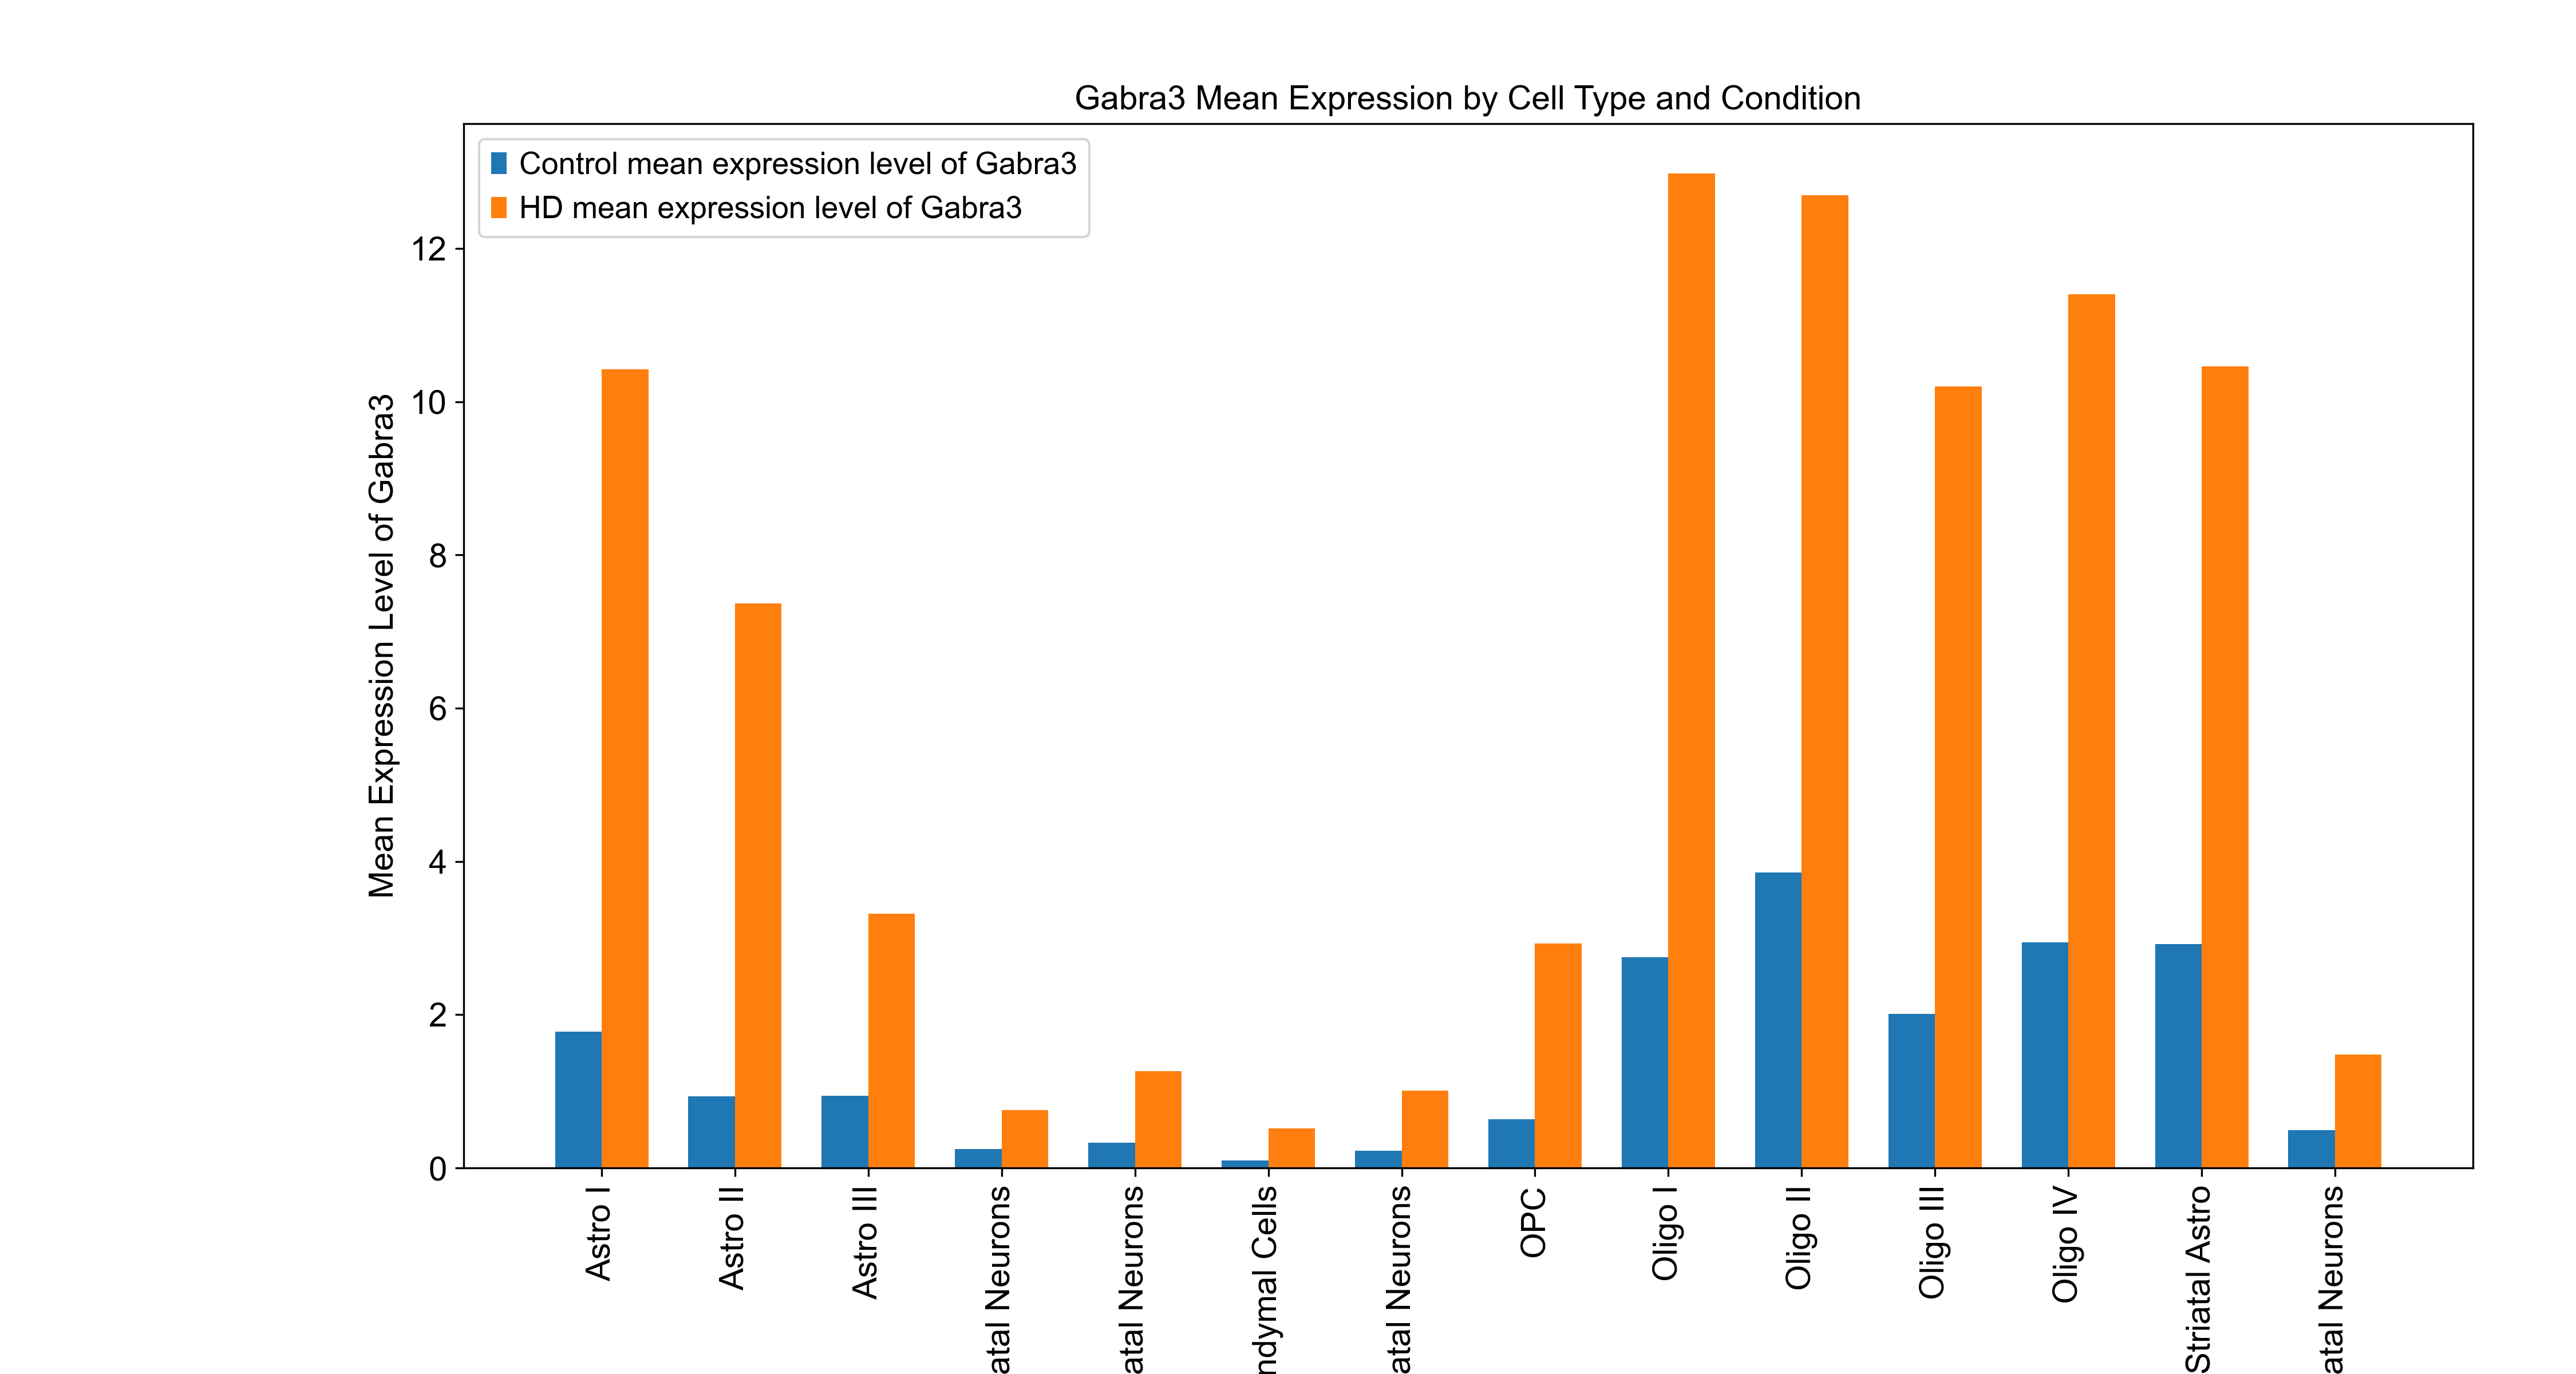 Gabra3 Mean Expression by Cell Type and Condition
Control mean expression level of Gabra3
HD mean expression level of Gabra3
Mean Expression Level of Gabra3
12
10
8
6
4
2
0
Astro I
Astro II
Astro III
atal Neurons
atal Neurons
ndymal Cells
atal Neurons
OPC
Oligo I
Oligo II
Oligo III
Oligo IV
Striatal Astro
atal Neurons